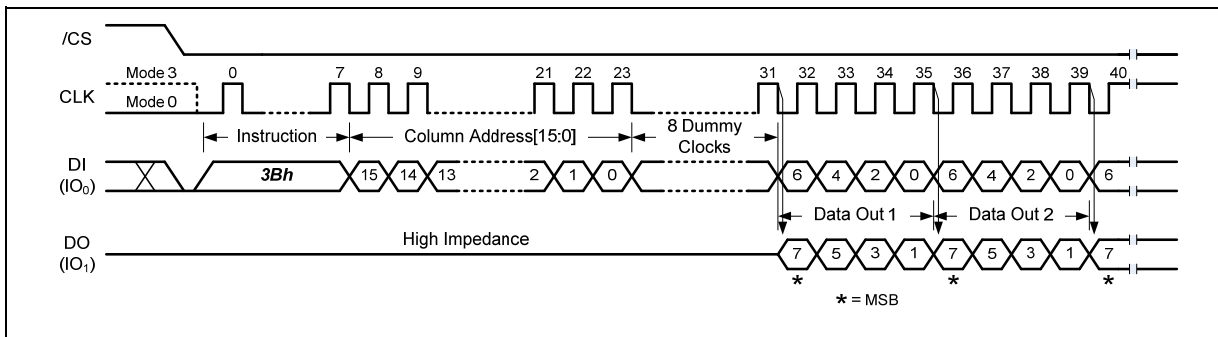 /CS
Mode 3 0 7 8 9 21 22 23 31 32 33 34 35 36 37 38 39 40
CLK
Mode 0
Instruction Column Address[15:0] 8 Dummy Clocks
DI
(IO0) 3Bh 15 14 13 2 1 0 6 4 2 0 6 4 2 0 6
Data Out 1 Data Out 2
High Impedance
DO
(IO1) 7 5 3 1 7 5 3 1 7
* * *
* = MSB